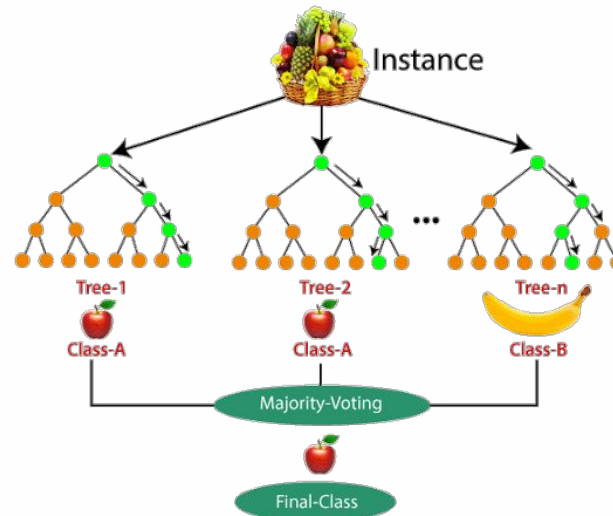 Instance
Tree-1
Tree-2
Tree-n
Class-A
Class-A
Class-B
Majority-Voting
Final-Class